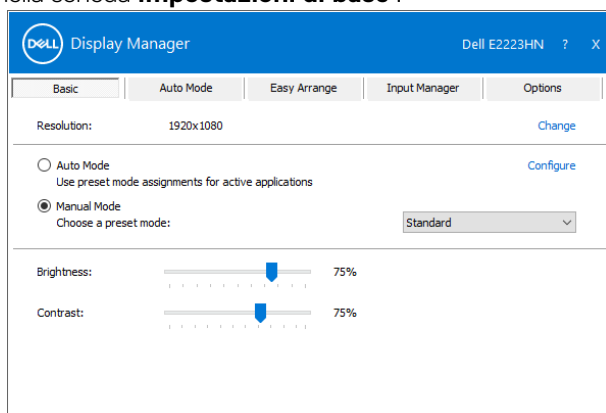 nella scheda Impostazioni di base:
DELL Display Manager Dell E2223HN ? X
Basic Auto Mode Easy Arrange Input Manager Options
Resolution: 1920x1080 Change
Auto Mode Configure
Use preset mode assignments for active applications
Manual Mode
Choose a preset mode: Standard
Brightness: 75%
Contrast: 75%